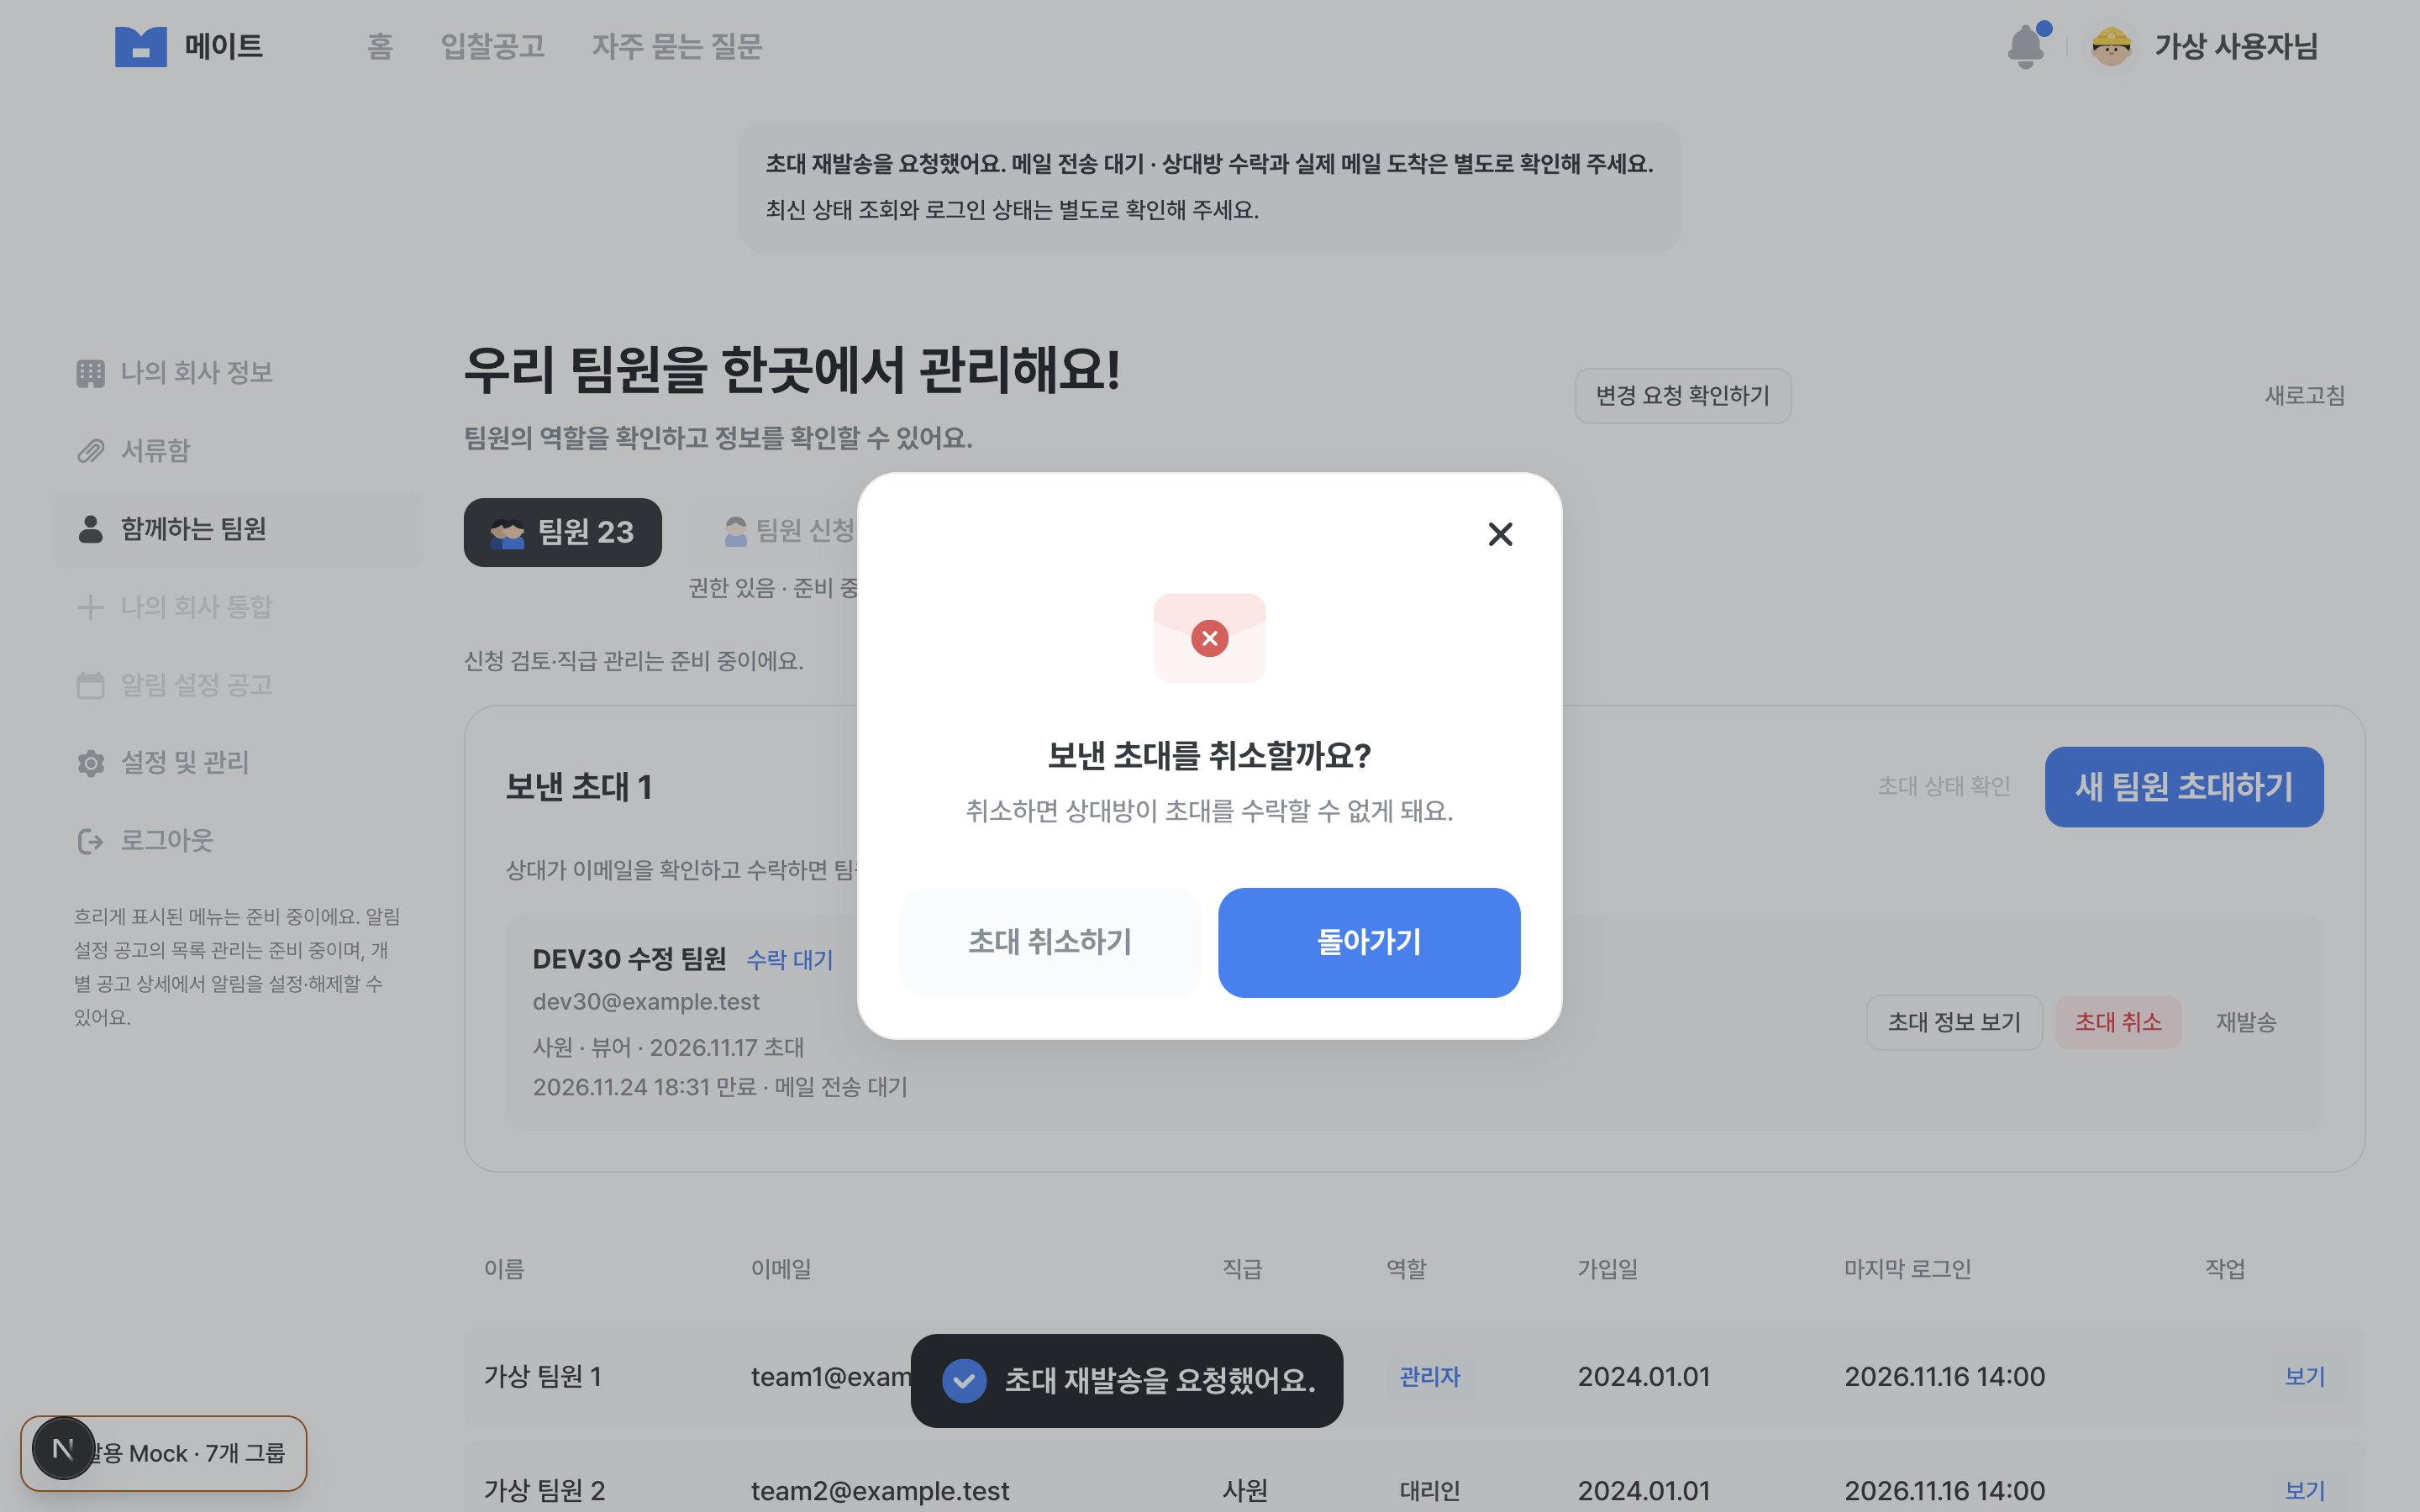 메이트
홈
입찰공고
자주 묻는 질문
가상 사용자님
초대 재발송을 요청했어요. 메일 전송 대기 · 상대방 수락과 실제 메일 도착은 별도로 확인해 주세요.
최신 상태 조회와 로그인 상태는 별도로 확인해 주세요.
나의 회사 정보
서류함
함께하는 팀원
나의 회사 통합
알림 설정 공고
설정 및 관리
로그아웃
흐리게 표시된 메뉴는 준비 중이에요. 알림
설정 공고의 목록 관리는 준비 중이며, 개
별 공고 상세에서 알림을 설정·해제할 수
있어요.
우리 팀원을 한곳에서 관리해요!
팀원의 역할을 확인하고 정보를 확인할 수 있어요.
변경 요청 확인하기
새로고침
팀원 23
팀원 신청
권한 있음 · 준비 중
신청 검토·직급 관리는 준비 중이에요.
보낸 초대 1
초대 상태 확인
새 팀원 초대하기
상대가 이메일을 확인하고 수락하면
DEV30 수정 팀원 수락 대기
dev30@example.test
사원 · 뷰어 · 2026.11.17 초대
2026.11.24 18:31 만료 · 메일 전송 대기
초대 정보 보기
초대 취소
재발송
보낸 초대를 취소할까요?
취소하면 상대방이 초대를 수락할 수 없게 돼요.
초대 취소하기
돌아가기
이름 이메일 직급 역할 가입일 마지막 로그인 작업
가상 팀원 1 team1@exam 관리자 2024.01.01 2026.11.16 14:00 보기
초대 재발송을 요청했어요.
가상 팀원 2 team2@example.test 사원 대리인 2024.01.01 2026.11.16 14:00 보기
N
발용 Mock · 7개 그룹